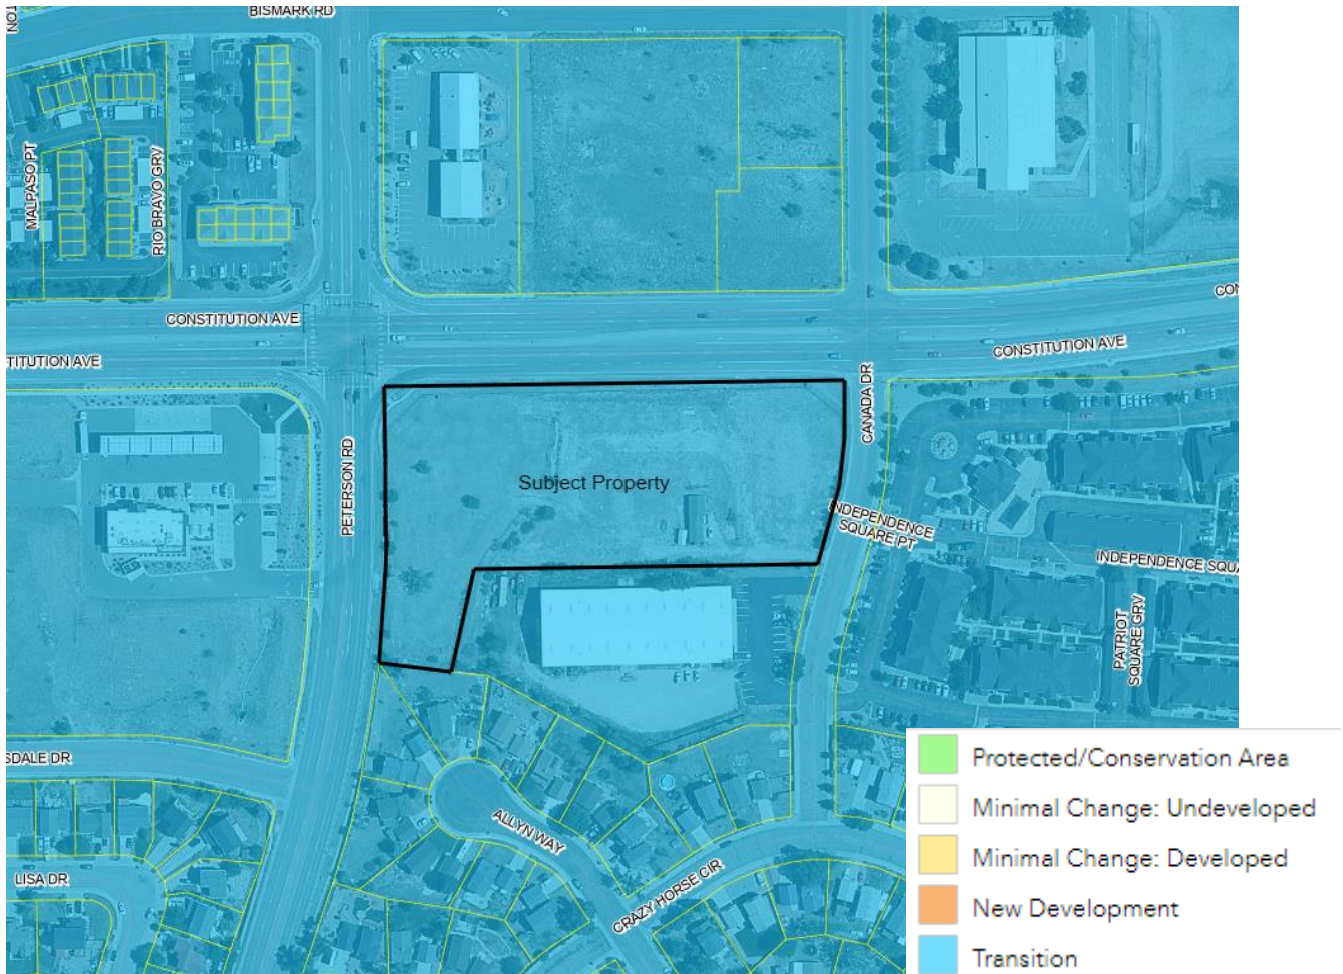 BISMARK RD
NOT
MALPASO PT
RIO BRAVO GRV
CONSTITUTION AVE
CON
TITUTION AVE
CONSTITUTION AVE
CANADA DR
PETERSON RD
Subject Property
INDEPENDENCE
SQUARE PT
INDEPENDENCE SQUA
PATRIOT
SQUARE GRV
SDALE DR
ALLYN WAY
LISA DR
CRAZY HORSE CIR
Protected/Conservation Area
Minimal Change: Undeveloped
Minimal Change: Developed
New Development
Transition